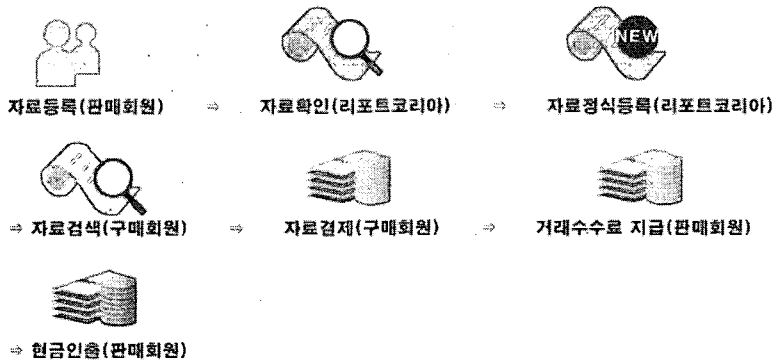 NEW
자료등록(판매회원) ⇒ 자료확인(리포트코리아) ⇒ 자료정식등록(리포트코리아)
⇒ 자료검색(구매회원) ⇒ 자료결제(구매회원) ⇒ 거래수수료 지급(판매회원)
⇒ 현금인출(판매회원)